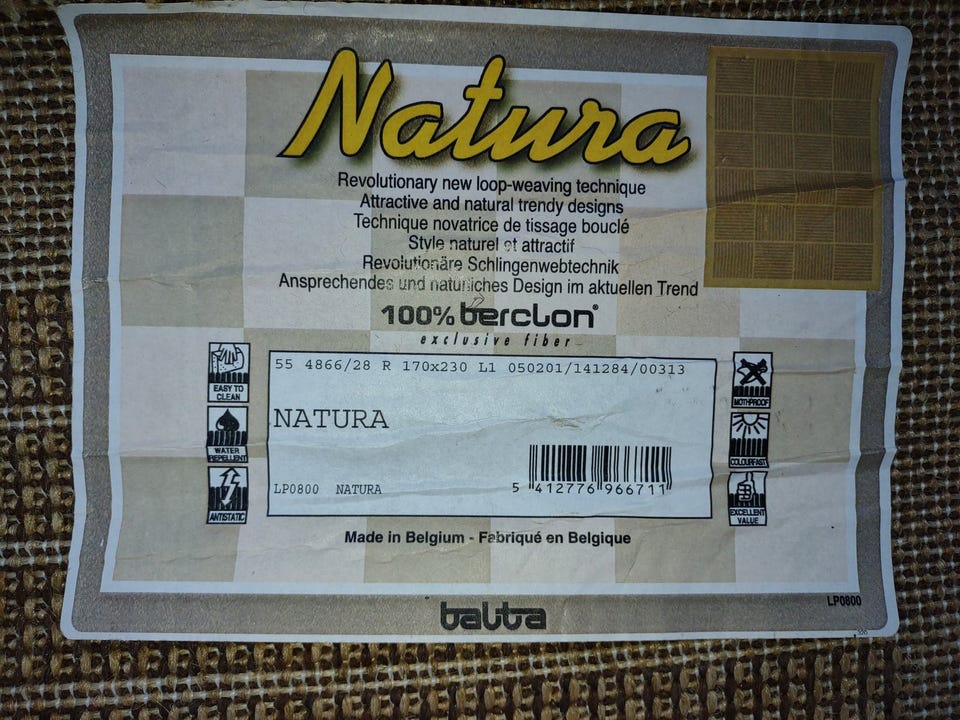 Natura
Revolutionary new loop-weaving technique
Attractive and natural trendy designs
Technique novatrice de tissage bouclé
Style naturel et attractif
Revolutionäre Schlingenwebtechnik
Ansprechendes und natürliches Design im aktuellen Trend
100% berclon®
exclusive fiber
55 4866/28 R 170x230 L1 050201/141284/00313
NATURA
LP0800 NATURA
5 412776 966711
EASY TO
CLEAN
WATER
REPELLENT
ANTISTATIC
MOTHPROOF
COLOURFAST
EXCELLENT
VALUE
Made in Belgium - Fabriqué en Belgique
balta
LP0800